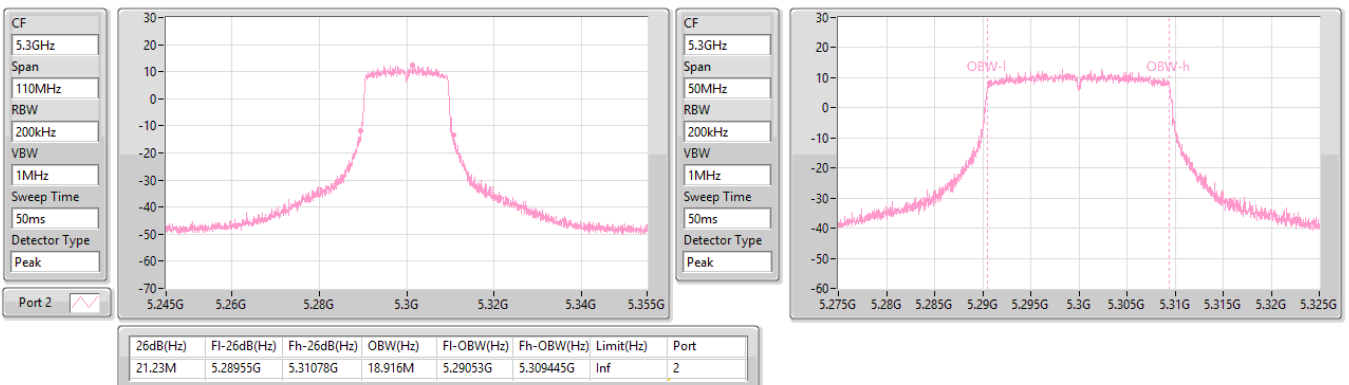 CF
5.3GHz
Span
110MHz
RBW
200kHz
VBW
1MHz
Sweep Time
50ms
Detector Type
Peak
Port 2
30
20
10
0
-10
-20
-30
-40
-50
-60
-70
5.245G 5.26G 5.28G 5.3G 5.32G 5.34G 5.355G
CF
5.3GHz
Span
50MHz
RBW
200kHz
VBW
1MHz
Sweep Time
50ms
Detector Type
Peak
30
20
10
0
-10
-20
-30
-40
-50
-60
OBW-l OBW-h
5.275G 5.28G 5.285G 5.29G 5.295G 5.3G 5.305G 5.31G 5.315G 5.32G 5.325G
26dB(Hz) Fl-26dB(Hz) Fh-26dB(Hz) OBW(Hz) Fl-OBW(Hz) Fh-OBW(Hz) Limit(Hz) Port
21.23M 5.28955G 5.31078G 18.916M 5.29053G 5.309445G Inf 2